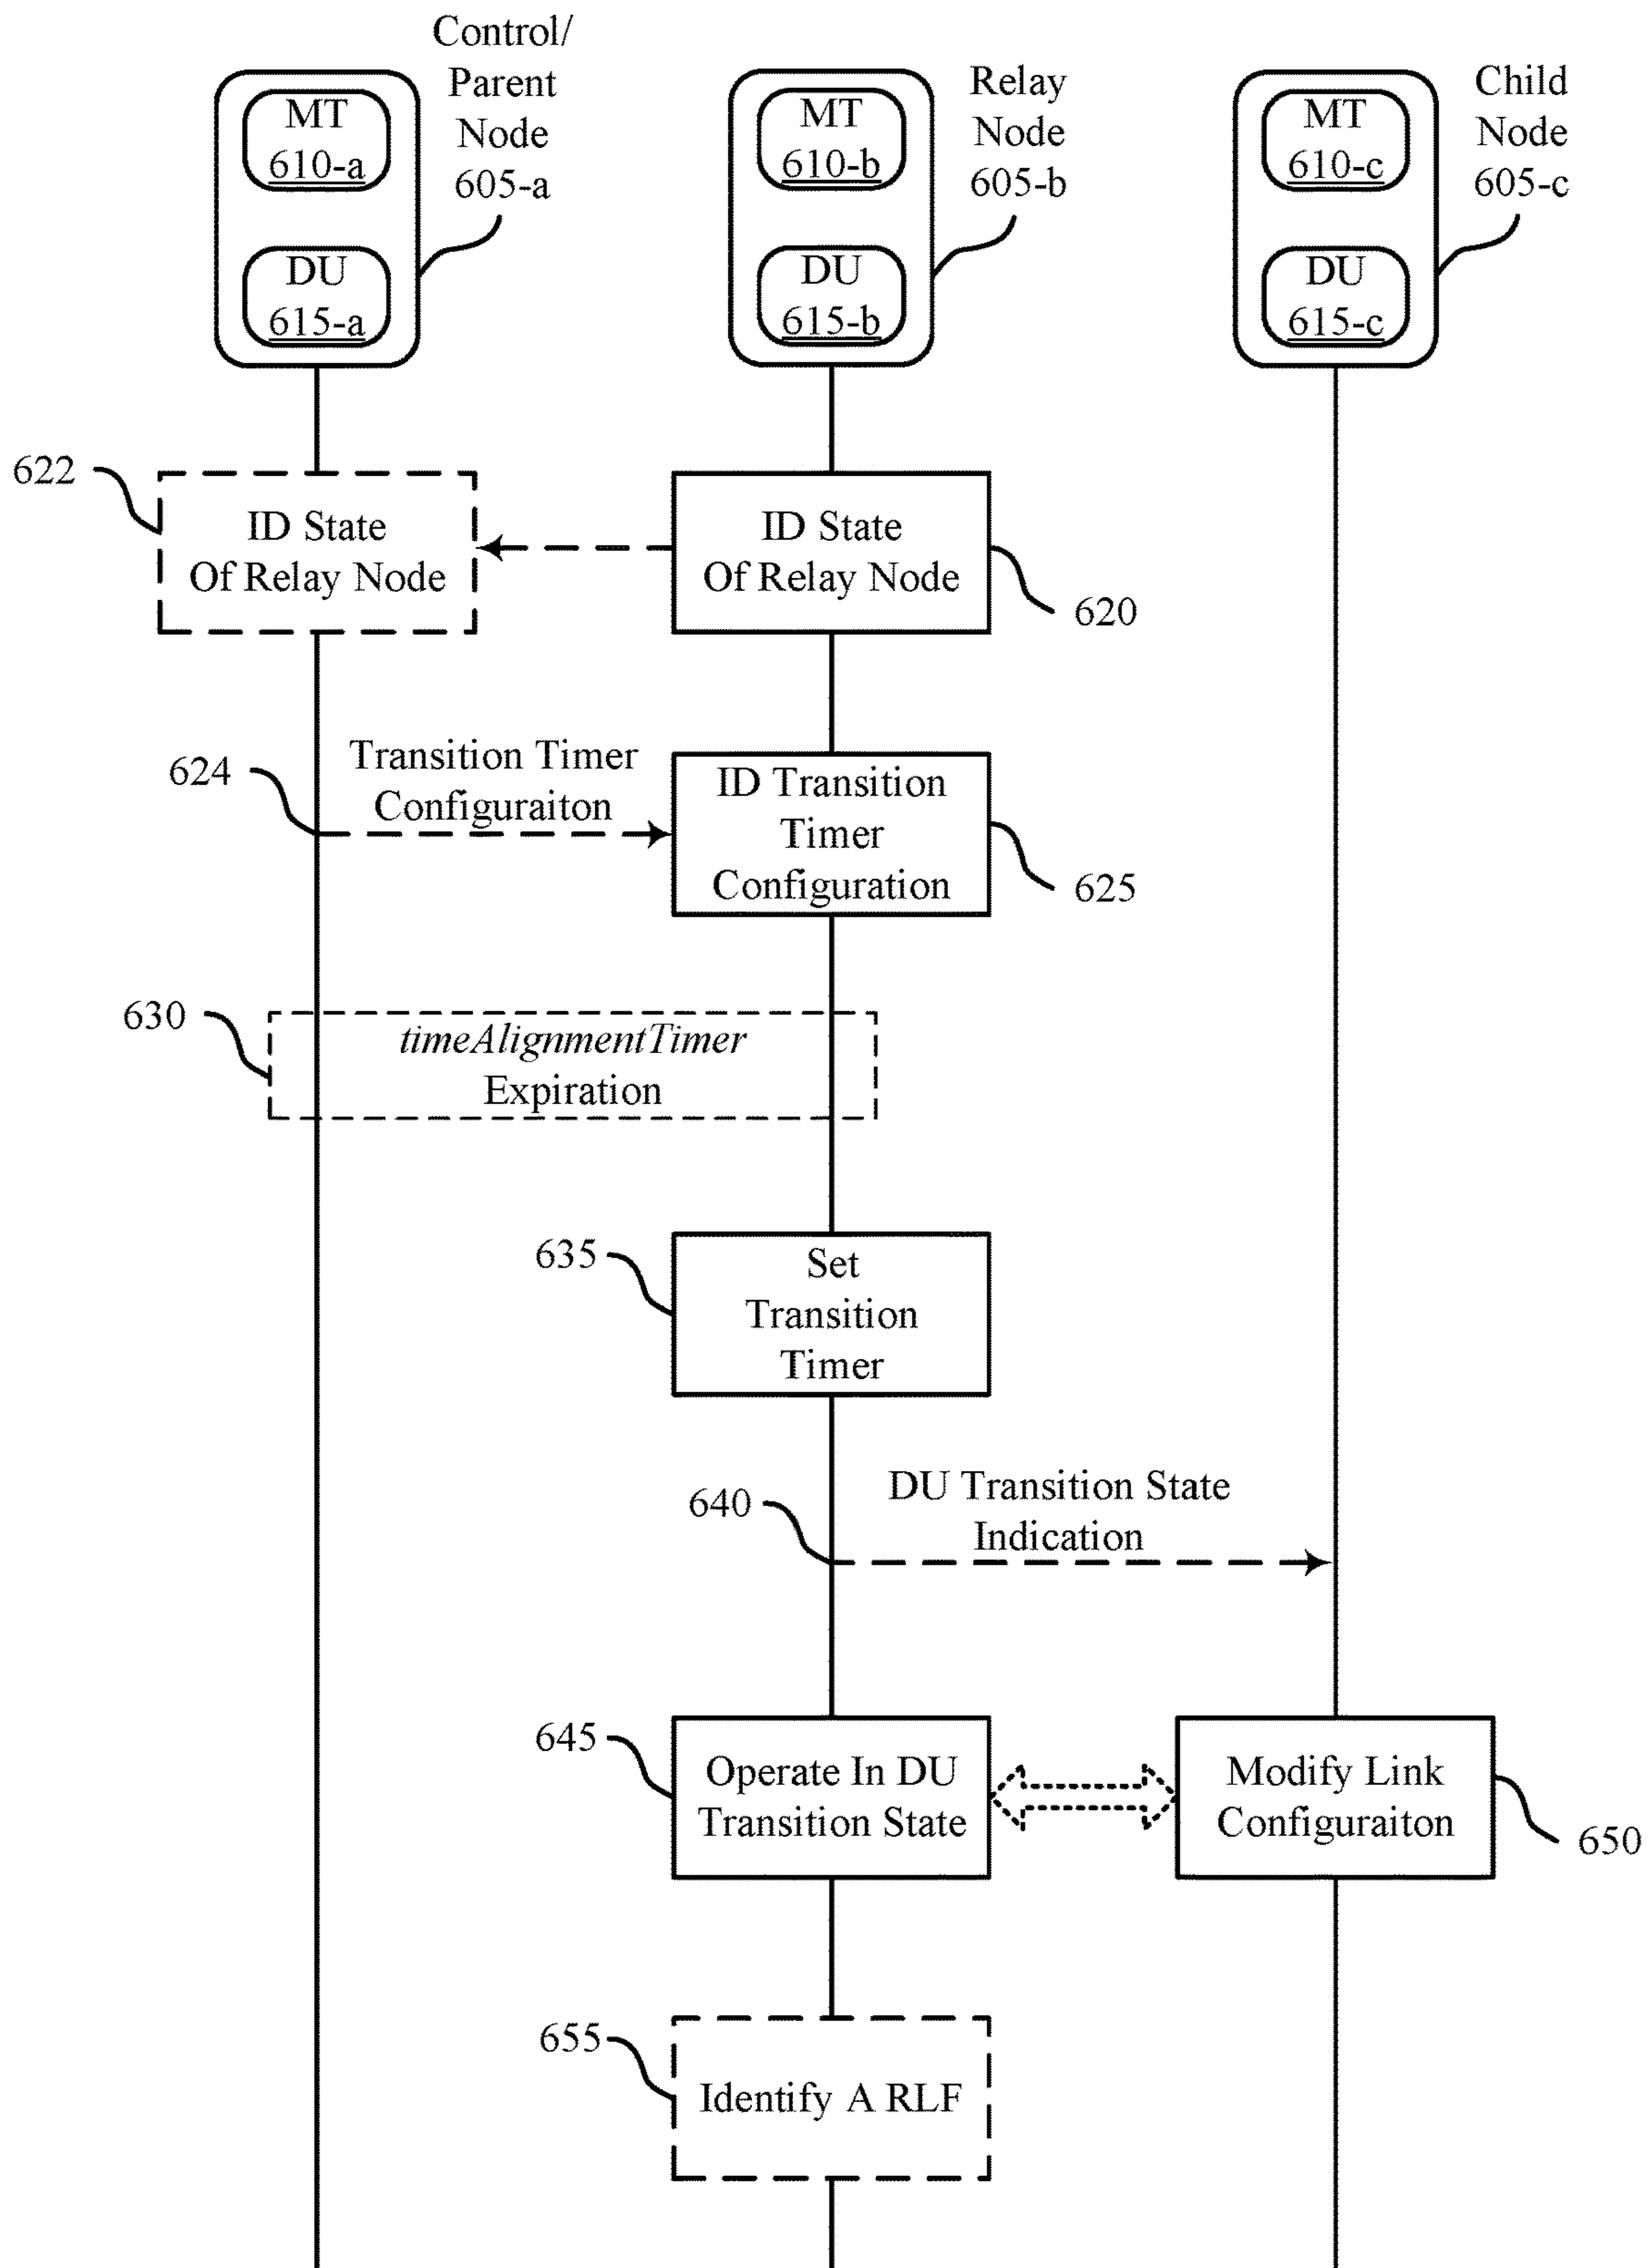 Control/
Parent
Node
605-a
MT
610-a
DU
615-a
Relay
Node
605-b
MT
610-b
DU
615-b
Child
Node
605-c
MT
610-c
DU
615-c
622
ID State
Of Relay Node
ID State
Of Relay Node
620
624
Transition Timer
Configuraiton
ID Transition
Timer
Configuration
625
630
timeAlignmentTimer
Expiration
635
Set
Transition
Timer
640
DU Transition State
Indication
645
Operate In DU
Transition State
Modify Link
Configuraiton
650
655
Identify A RLF